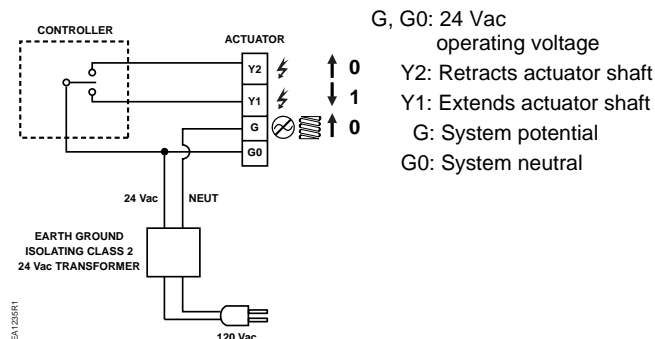 CONTROLLER
ACTUATOR
Y2
0
Y1
1
G
0
G0
24 Vac
NEUT
EARTH GROUND
ISOLATING CLASS 2
24 Vac TRANSFORMER
120 Vac
EA1235R1
G, G0: 24 Vac
operating voltage
Y2: Retracts actuator shaft
Y1: Extends actuator shaft
G: System potential
G0: System neutral